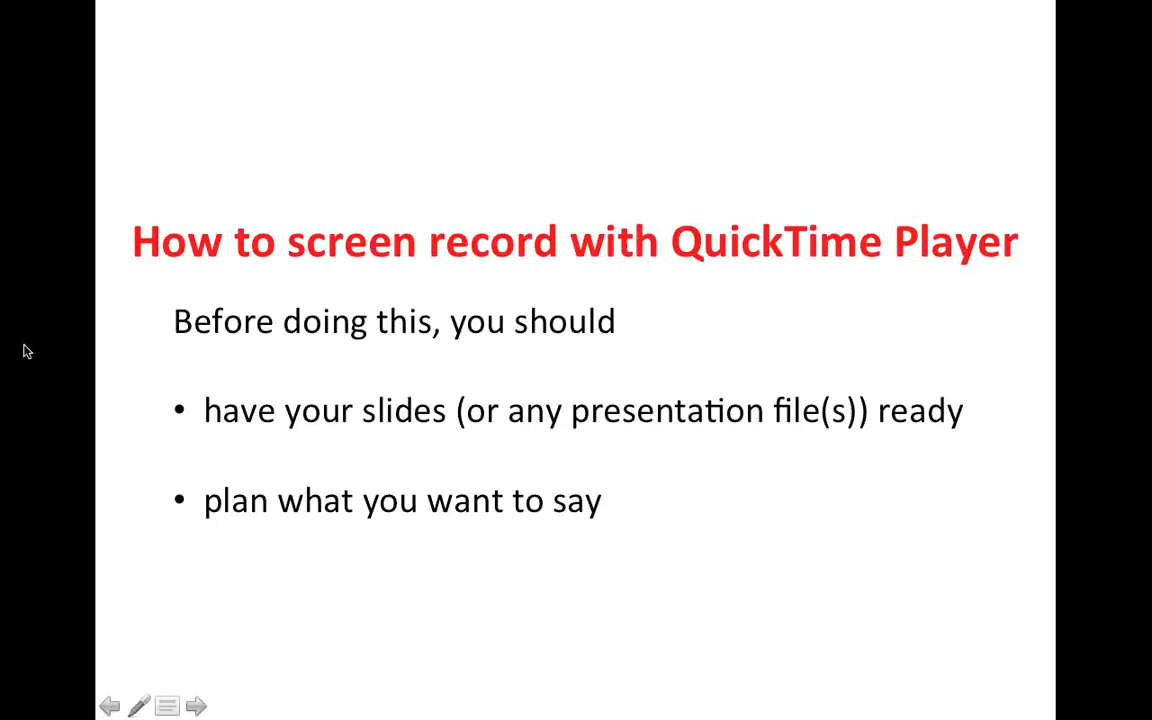 How to screen record with QuickTime Player
Before doing this, you should
• have your slides (or any presentation file(s)) ready
• plan what you want to say